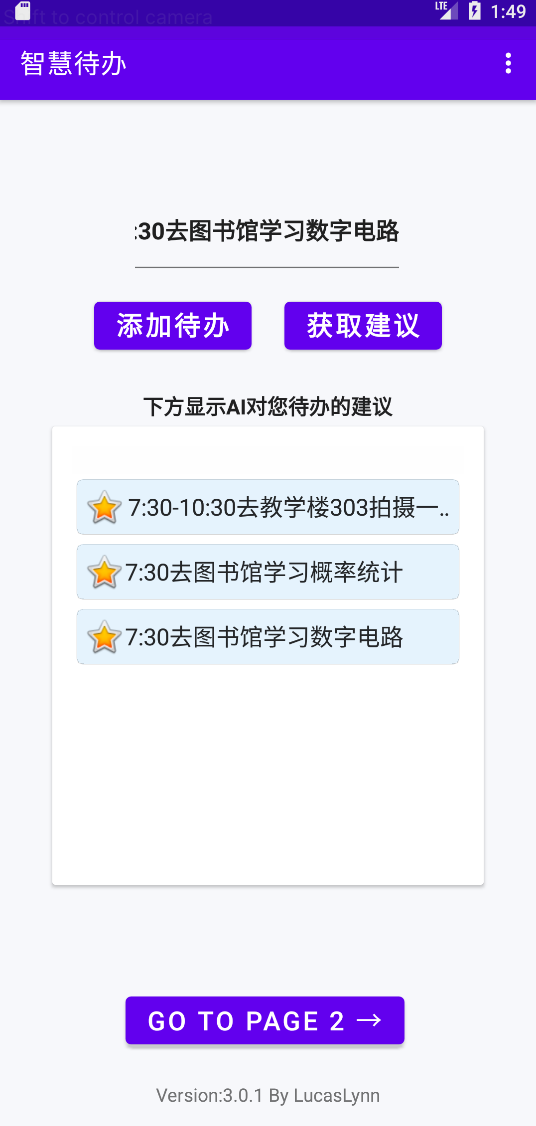 Shift to control camera
LTE 1:49
智慧待办
:30去图书馆学习数字电路
添加待办 获取建议
下方显示AI对您待办的建议
7:30-10:30去教学楼303拍摄一..
7:30去图书馆学习概率统计
7:30去图书馆学习数字电路
GO TO PAGE 2 →
Version:3.0.1 By LucasLynn